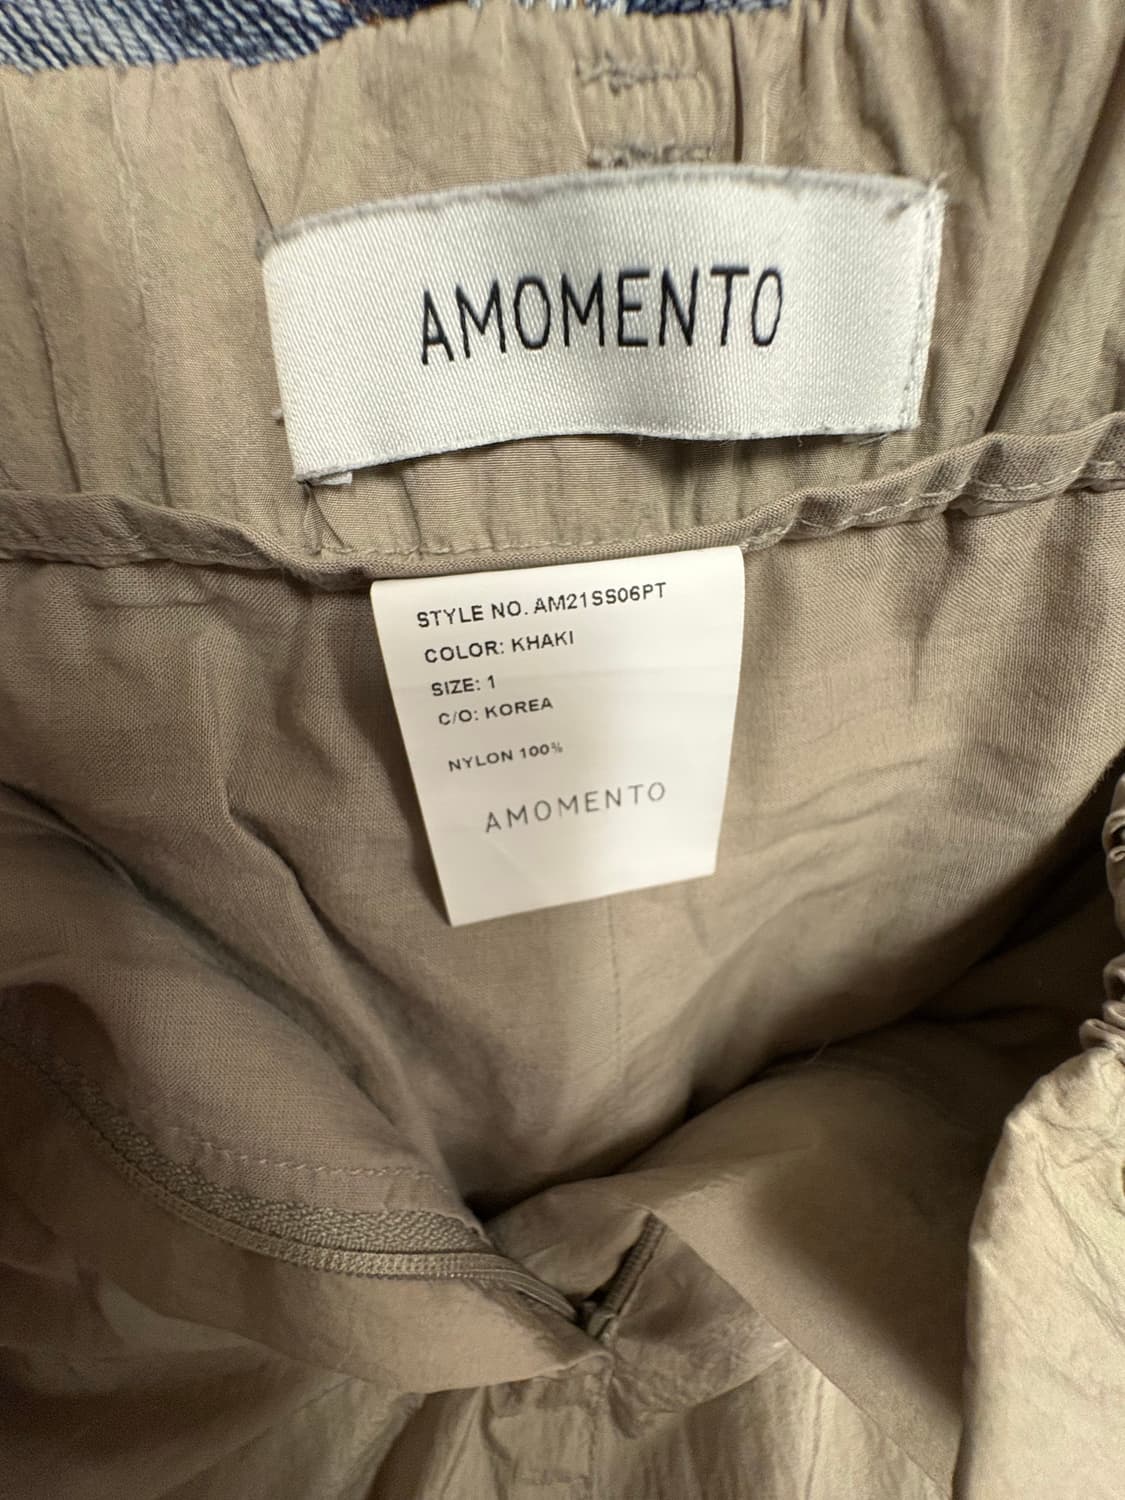 AMOMENTO
STYLE NO. AM21SS06PT
COLOR: KHAKI
SIZE: 1
C/O: KOREA
NYLON 100%
AMOMENTO